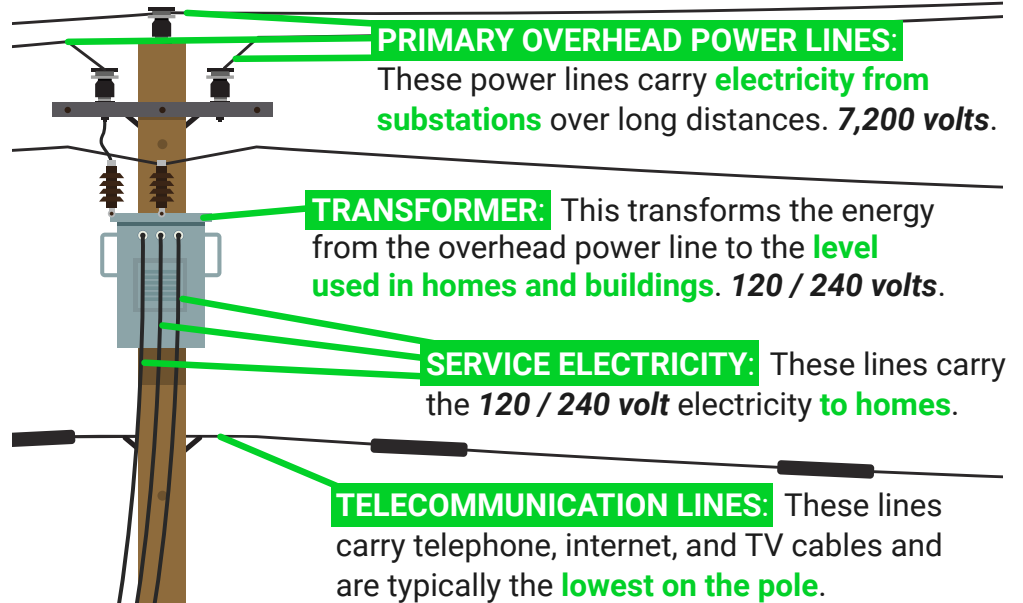 PRIMARY OVERHEAD POWER LINES:
These power lines carry electricity from
substations over long distances. 7,200 volts.
TRANSFORMER: This transforms the energy
from the overhead power line to the level
used in homes and buildings. 120 / 240 volts.
SERVICE ELECTRICITY: These lines carry
the 120 / 240 volt electricity to homes.
TELECOMMUNICATION LINES: These lines
carry telephone, internet, and TV cables and
are typically the lowest on the pole.